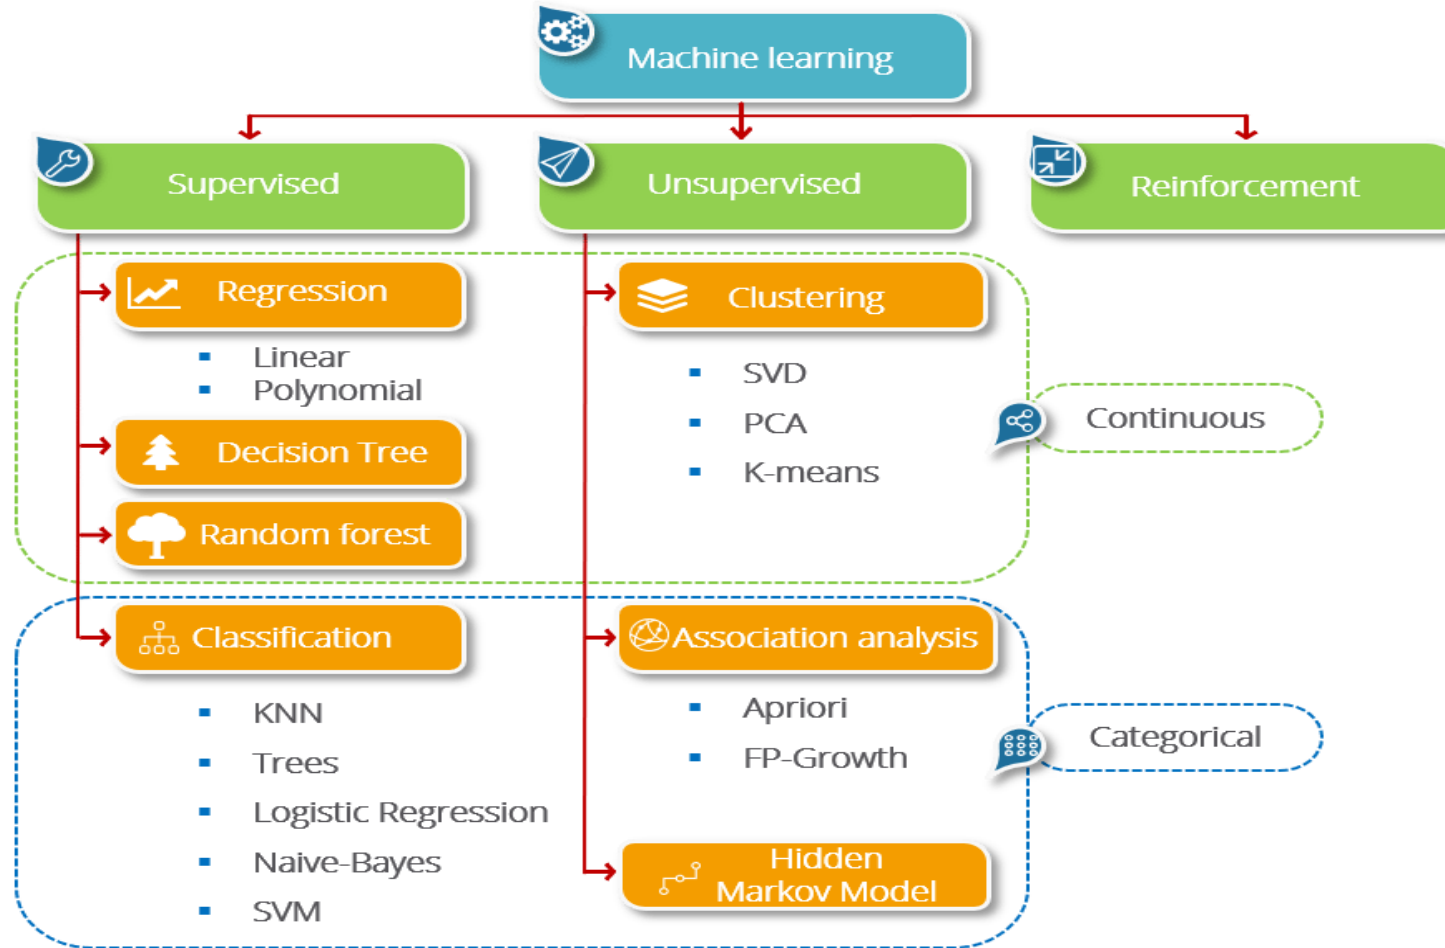 Machine learning
Supervised
Unsupervised
Reinforcement
Regression
Linear
Polynomial
Decision Tree
Random forest
Clustering
SVD
PCA
K-means
Continuous
Classification
KNN
Trees
Logistic Regression
Naive-Bayes
SVM
Association analysis
Apriori
FP-Growth
Hidden
Markov Model
Categorical